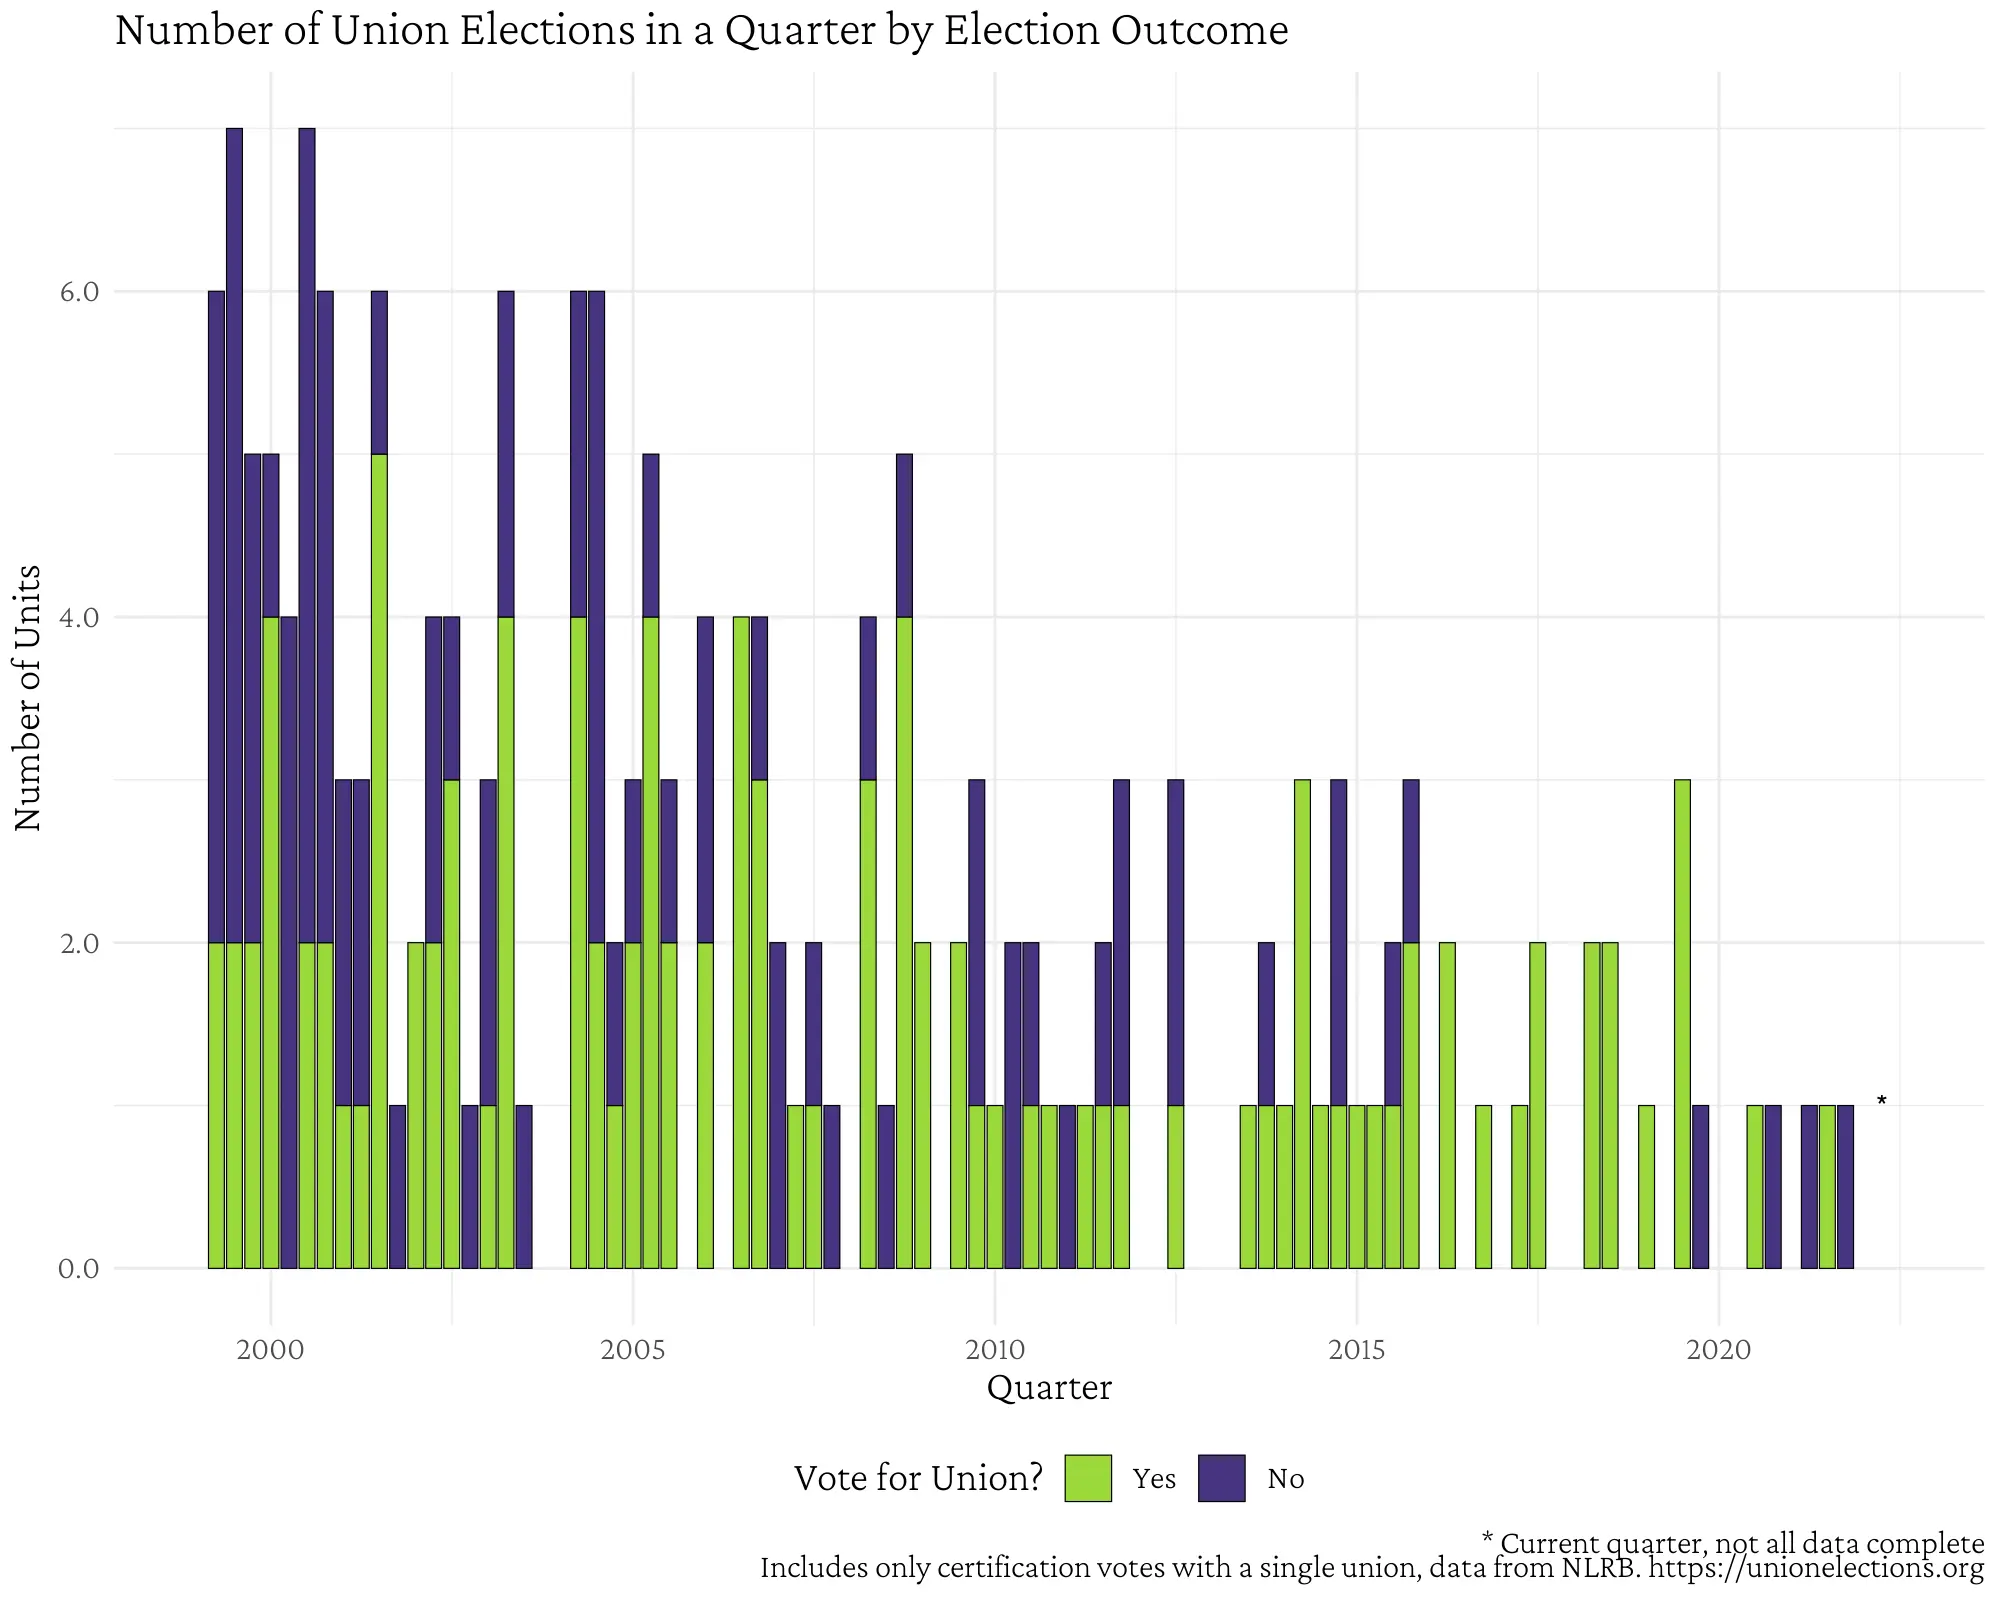 Number of Union Elections in a Quarter by Election Outcome
Number of Units
6.0
4.0
2.0
0.0
*
2000 2005 2010 2015 2020
Quarter
Vote for Union? Yes No
* Current quarter, not all data complete
Includes only certification votes with a single union, data from NLRB. https://unionelections.org